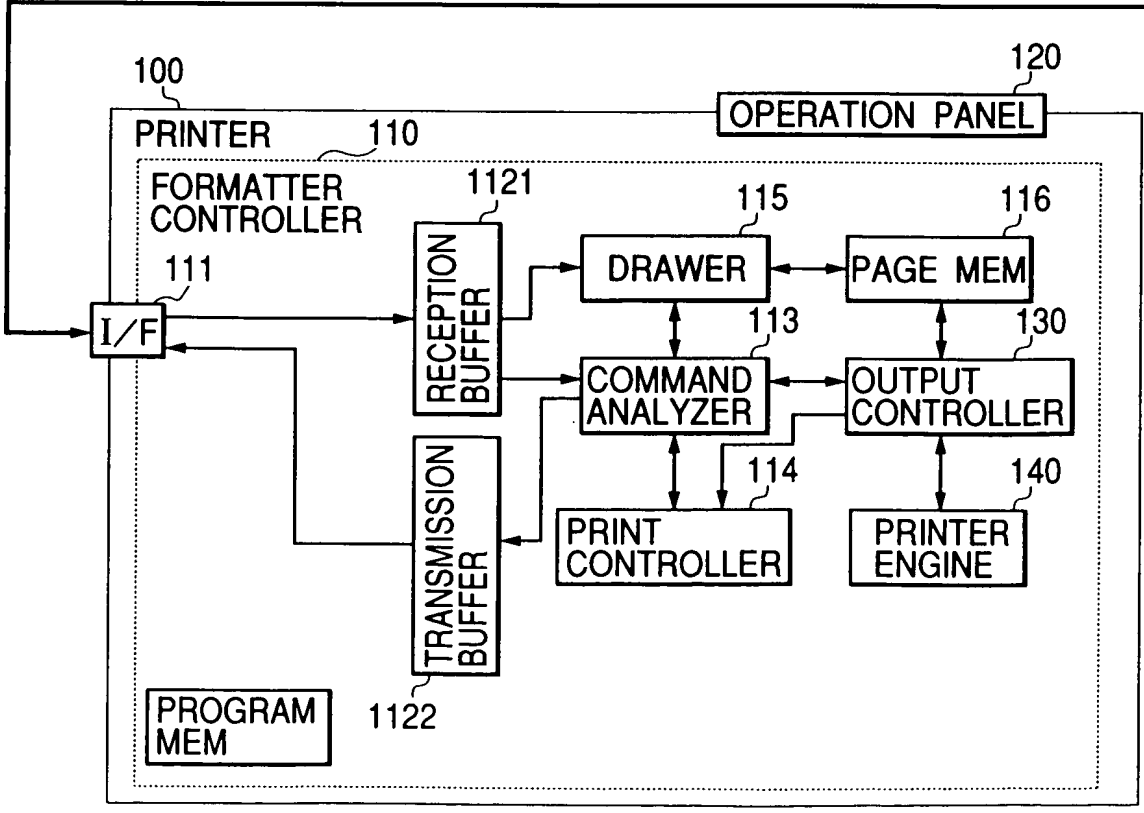 120
100
OPERATION PANEL
PRINTER
110
FORMATTER
CONTROLLER
1121
115
116
111
RECEPTION
BUFFER
DRAWER
PAGE MEM
I/F
113
130
COMMAND
ANALYZER
OUTPUT
CONTROLLER
TRANSMISSION
BUFFER
114
140
PRINT
CONTROLLER
PRINTER
ENGINE
PROGRAM
MEM
1122